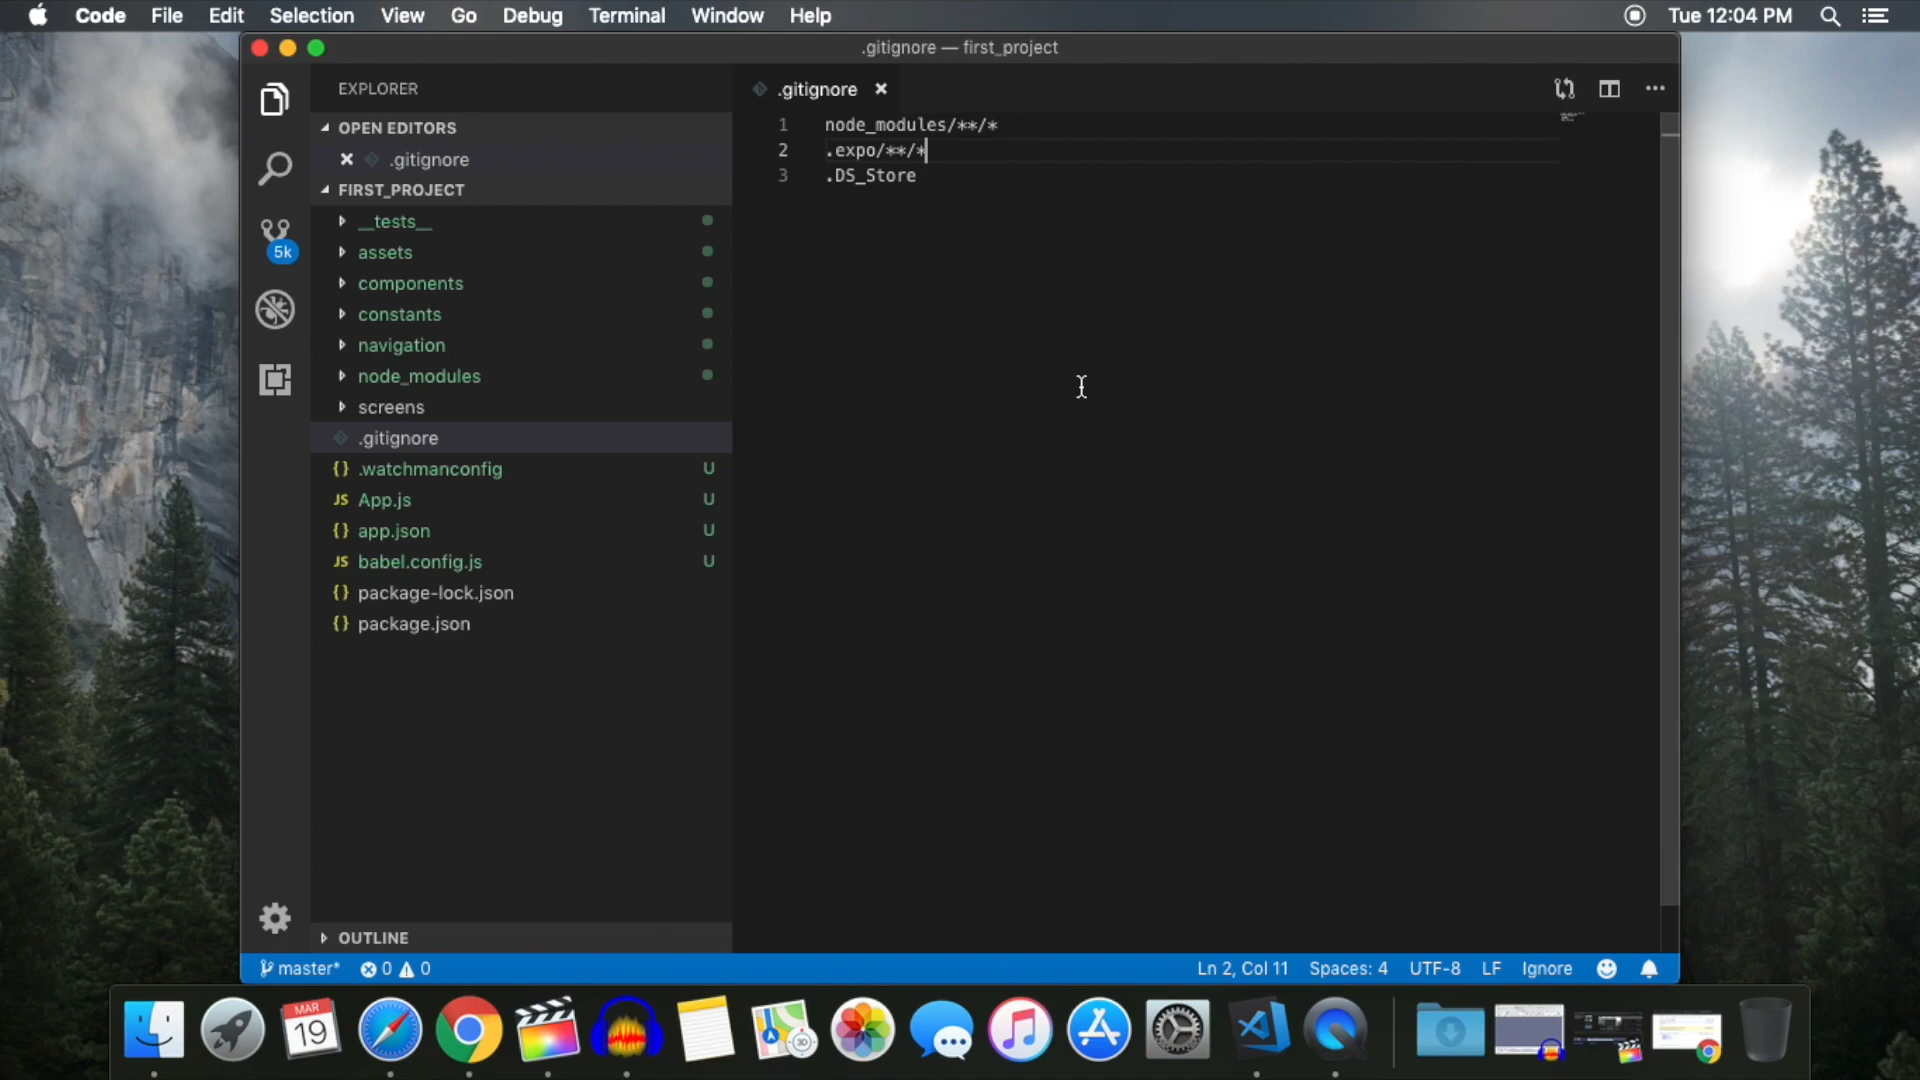 Code File Edit Selection View Go Debug Terminal Window Help Tue 12:04 PM
.gitignore — first_project
EXPLORER
.gitignore
OPEN EDITORS
.gitignore
FIRST_PROJECT
__tests__
assets
components
constants
navigation
node_modules
screens
.gitignore
{} .watchmanconfig U
JS App.js U
{} app.json U
JS babel.config.js U
{} package-lock.json
{} package.json
5k
1 node_modules/**/*
2 .expo/**/*
3 .DS_Store
OUTLINE
master* 0 0 Ln 2, Col 11 Spaces: 4 UTF-8 LF Ignore
MAR
19
3D